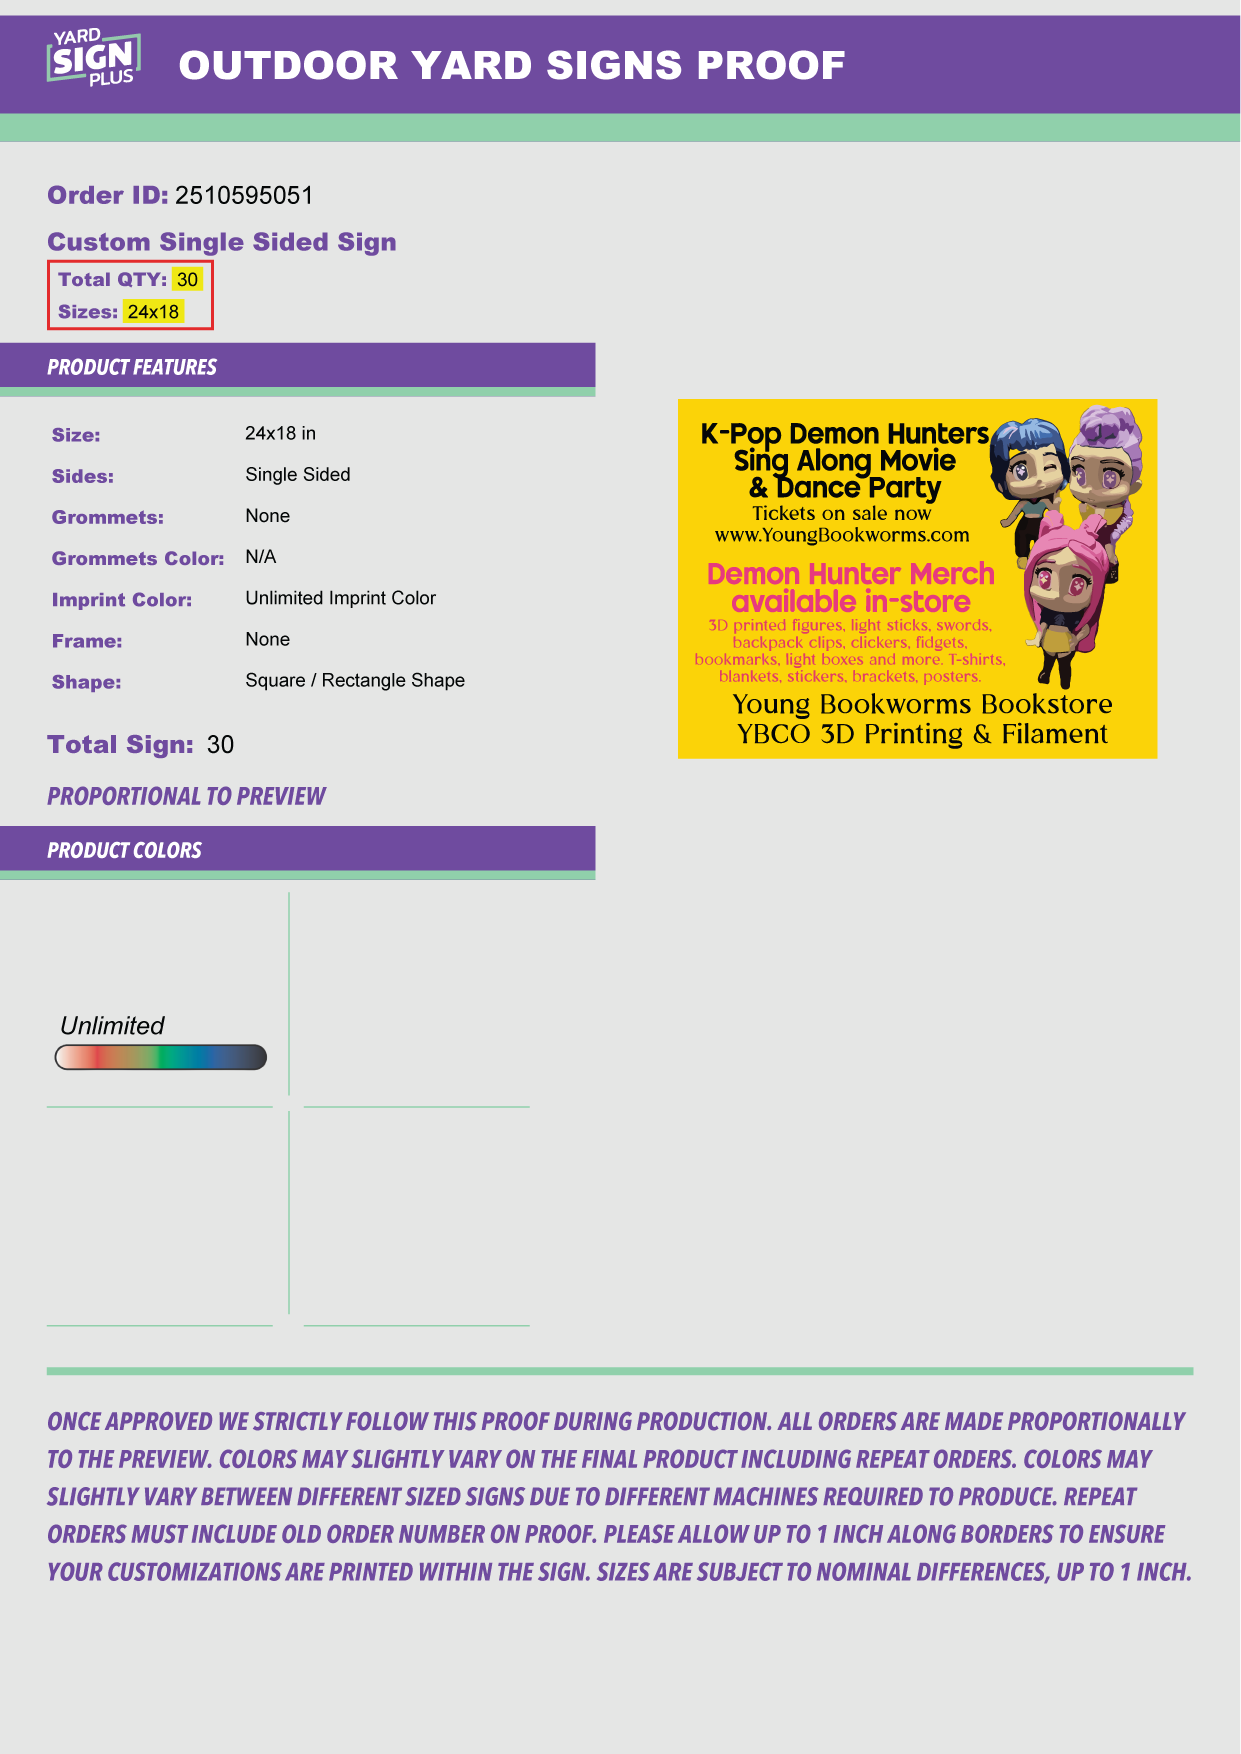 YARD
SIGN
PLUS
OUTDOOR YARD SIGNS PROOF
Order ID: 2510595051
Custom Single Sided Sign
Total QTY: 30
Sizes: 24x18
PRODUCT FEATURES
Size: 24x18 in
Sides: Single Sided
Grommets: None
Grommets Color: N/A
Imprint Color: Unlimited Imprint Color
Frame: None
Shape: Square / Rectangle Shape
Total Sign: 30
PROPORTIONAL TO PREVIEW
K-Pop Demon Hunters
Sing Along Movie
& Dance Party
Tickets on sale now
www.YoungBookworms.com
Demon Hunter Merch
available in-store
3D printed figures, light sticks, swords,
backpack clips, clickers, fidgets,
bookmarks, light boxes and more. T-shirts,
blankets, stickers, brackets, posters.
Young Bookworms Bookstore
YBCO 3D Printing & Filament
PRODUCT COLORS
Unlimited
ONCE APPROVED WE STRICTLY FOLLOW THIS PROOF DURING PRODUCTION. ALL ORDERS ARE MADE PROPORTIONALLY
TO THE PREVIEW. COLORS MAY SLIGHTLY VARY ON THE FINAL PRODUCT INCLUDING REPEAT ORDERS. COLORS MAY
SLIGHTLY VARY BETWEEN DIFFERENT SIZED SIGNS DUE TO DIFFERENT MACHINES REQUIRED TO PRODUCE. REPEAT
ORDERS MUST INCLUDE OLD ORDER NUMBER ON PROOF. PLEASE ALLOW UP TO 1 INCH ALONG BORDERS TO ENSURE
YOUR CUSTOMIZATIONS ARE PRINTED WITHIN THE SIGN. SIZES ARE SUBJECT TO NOMINAL DIFFERENCES, UP TO 1 INCH.